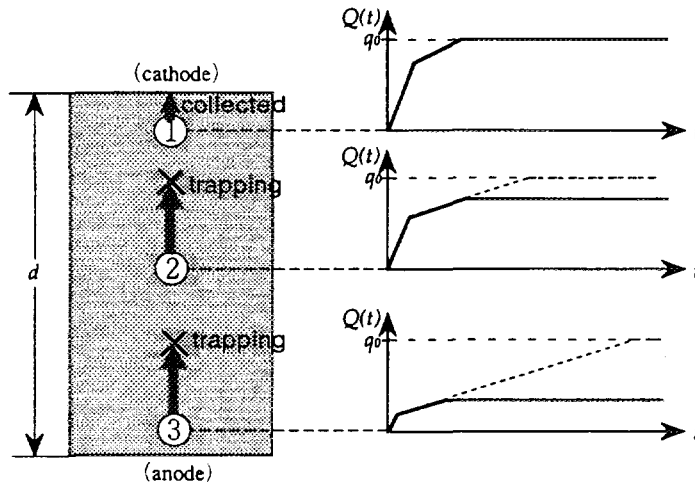 Q(t)
q0
(cathode)
collected
1
Q(t)
q0
trapping
2
d
Q(t)
q0
trapping
3
(anode)